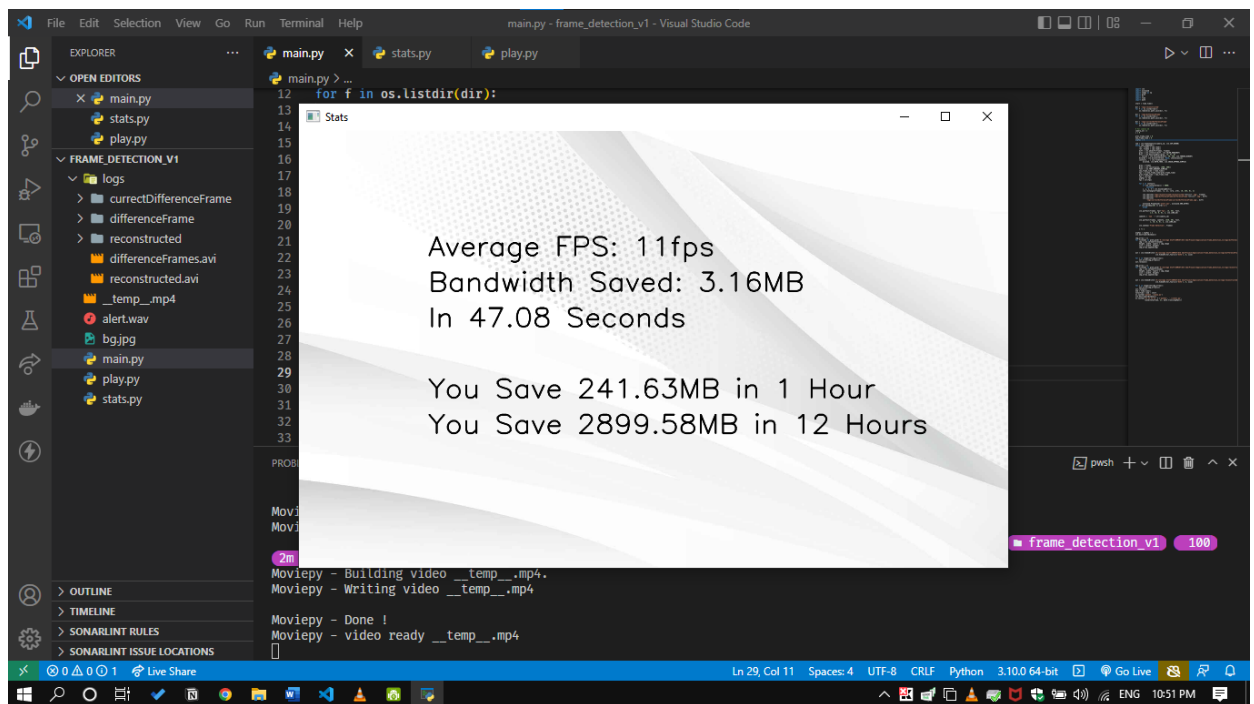 File Edit Selection View Go Run Terminal Help
main.py - frame_detection_v1 - Visual Studio Code
EXPLORER
OPEN EDITORS
main.py
stats.py
play.py
FRAME_DETECTION_V1
logs
currectDifferenceFrame
differenceFrame
reconstructed
differenceFrames.avi
reconstructed.avi
__temp__.mp4
alert.wav
bg.jpg
main.py
play.py
stats.py
OUTLINE
TIMELINE
SONARLINT RULES
SONARLINT ISSUE LOCATIONS
main.py stats.py play.py
main.py > ...
12 for f in os.listdir(dir):
13
14
15
16
17
18
19
20
21
22
23
24
25
26
27
28
29
30
31
32
33
Stats
Average FPS: 11fps
Bandwidth Saved: 3.16MB
In 47.08 Seconds
You Save 241.63MB in 1 Hour
You Save 2899.58MB in 12 Hours
pwsh
frame_detection_v1 100
2m
Moviepy - Building video __temp__.mp4.
Moviepy - Writing video __temp__.mp4
Moviepy - Done !
Moviepy - video ready __temp__.mp4
0 0 1 Live Share Ln 29, Col 11 Spaces: 4 UTF-8 CRLF Python 3.10.0 64-bit Go Live
ENG 10:51 PM